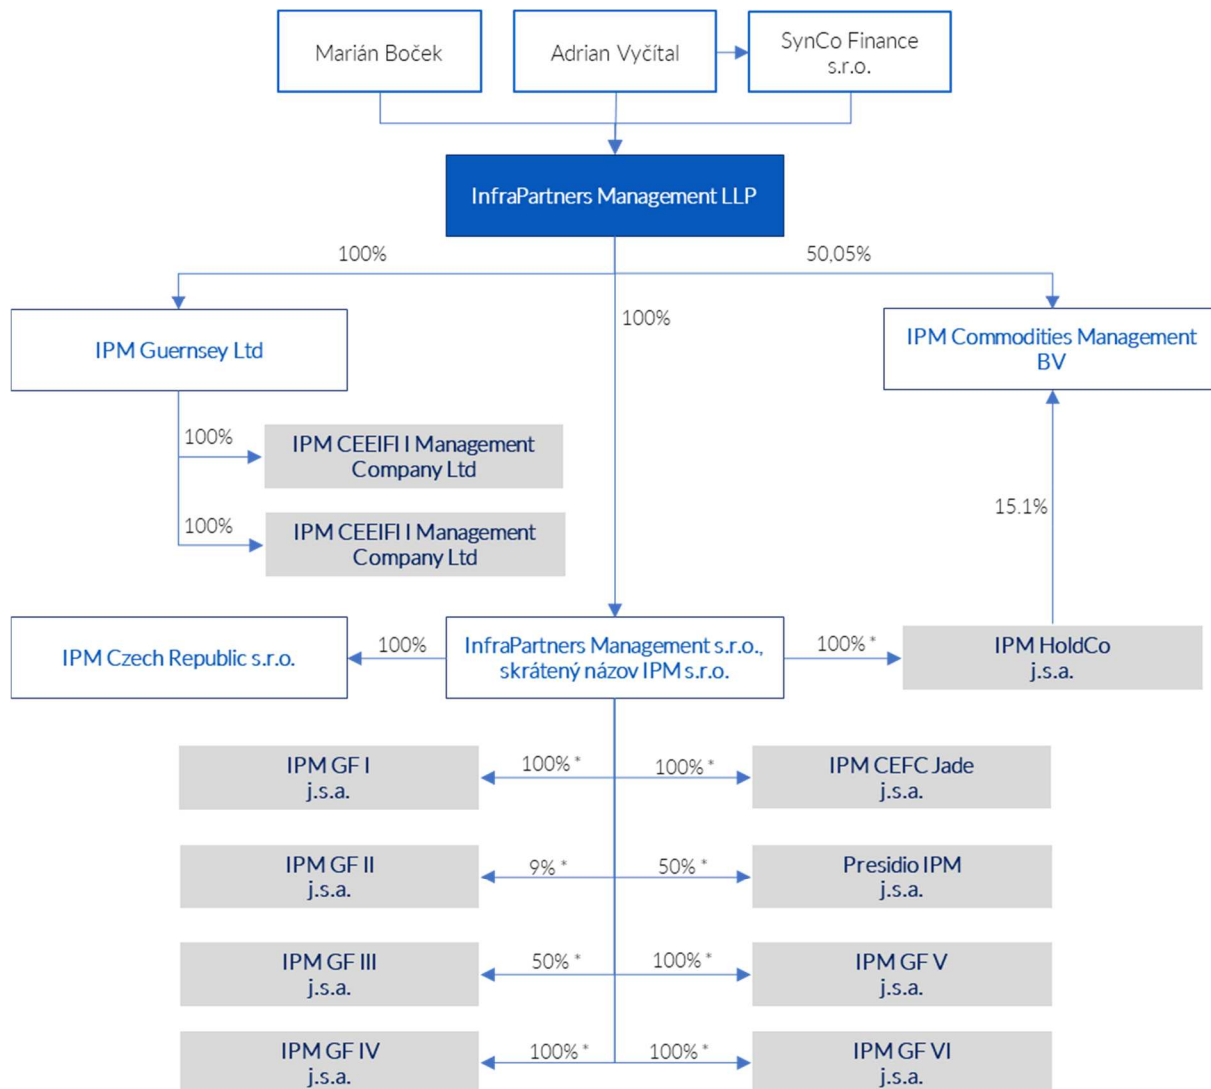 Marián Boček
Adrian Vyčítal
SynCo Finance
s.r.o.
InfraPartners Management LLP
100%
50,05%
100%
IPM Guernsey Ltd
IPM Commodities Management
BV
100%
IPM CEEIFI I Management
Company Ltd
100%
IPM CEEIFI I Management
Company Ltd
15.1%
IPM Czech Republic s.r.o.
100%
InfraPartners Management s.r.o.,
skrátený názov IPM s.r.o.
100% *
IPM HoldCo
j.s.a.
IPM GF I
j.s.a.
100% *
100% *
IPM CEFC Jade
j.s.a.
IPM GF II
j.s.a.
9% *
50% *
Presidio IPM
j.s.a.
IPM GF III
j.s.a.
50% *
100% *
IPM GF V
j.s.a.
IPM GF IV
j.s.a.
100% *
100% *
IPM GF VI
j.s.a.